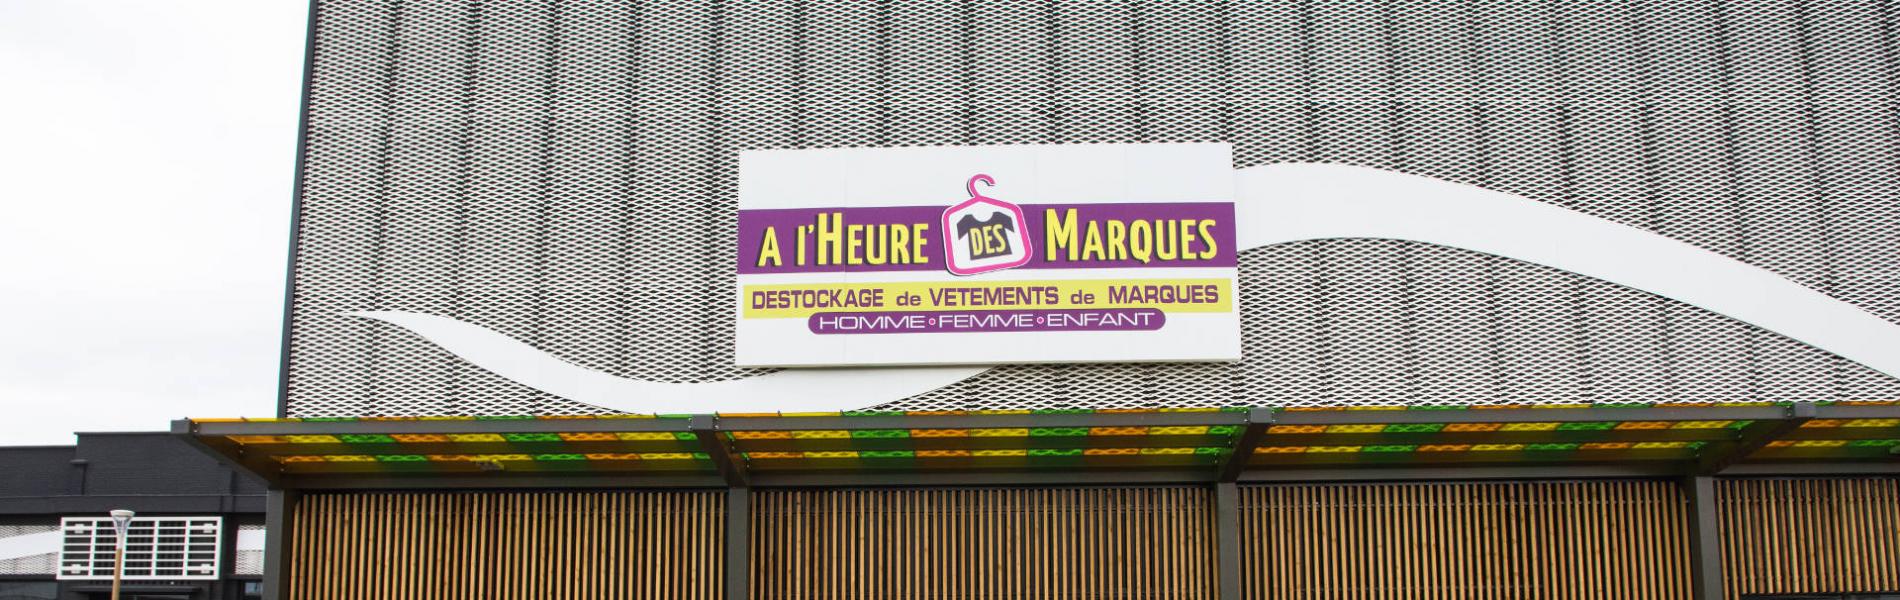 A l'HEURE DES MARQUES
DESTOCKAGE de VETEMENTS de MARQUES
HOMME • FEMME • ENFANT